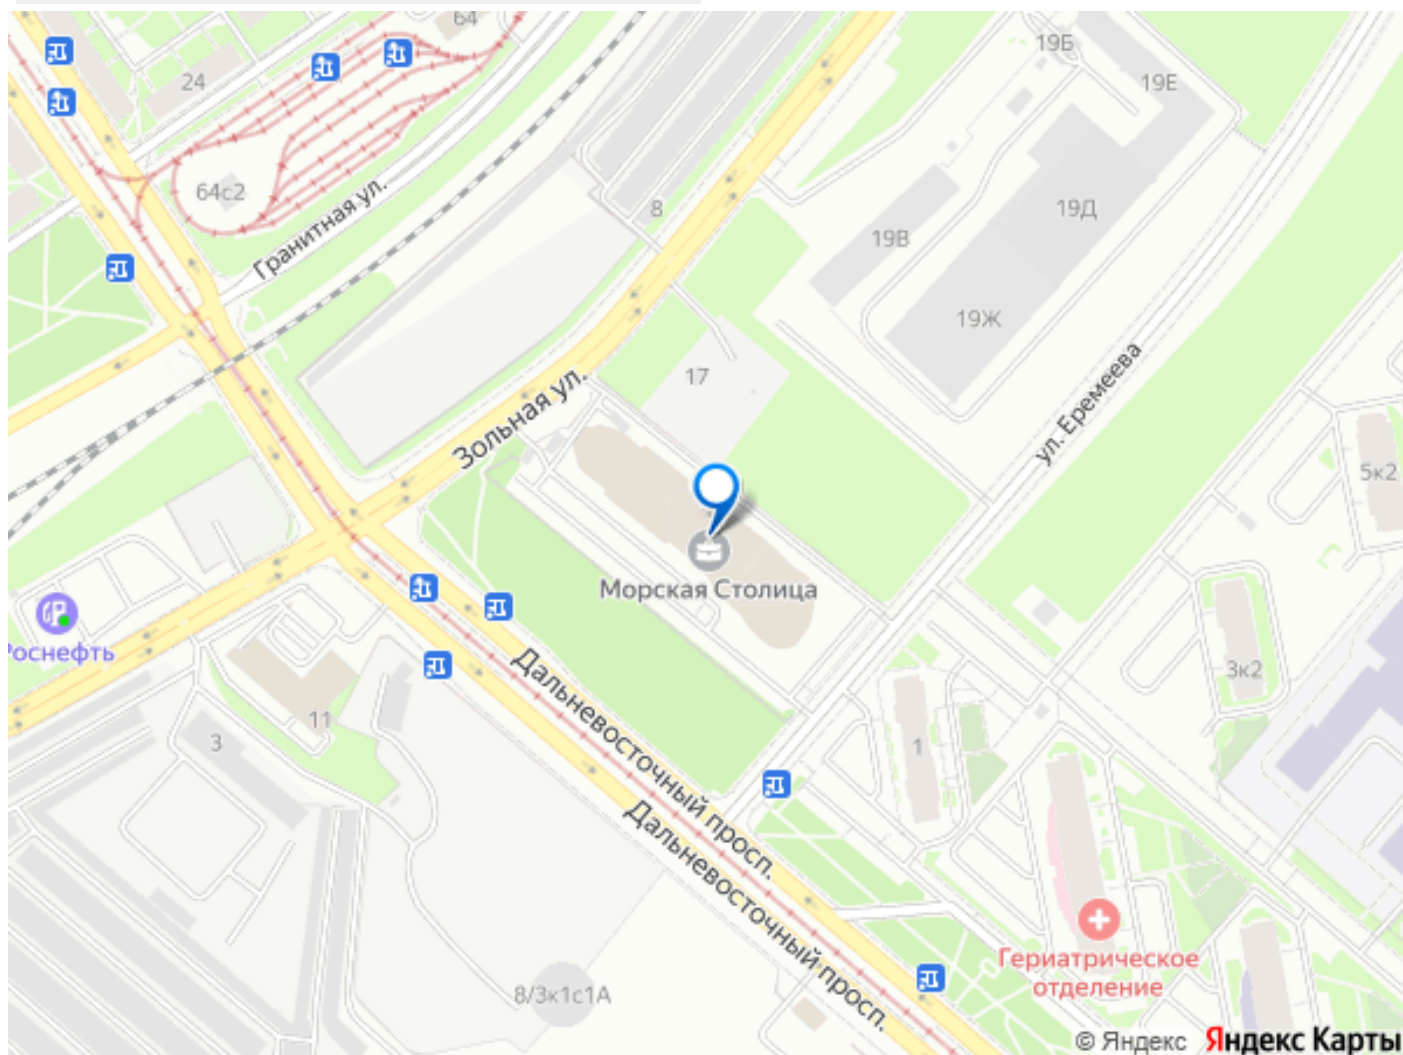 64
19Б
24
19Е
64с2
Гранитная ул.
8
19Д
19В
19Ж
17
ул. Еремеева
Зольная ул.
5к2
Морская Столица
Роснефть
3к2
Дальневосточный просп.
11
3
1
Дальневосточный просп.
8/3к1с1А
Гериатрическое
отделение
© Яндекс Яндекс Карты